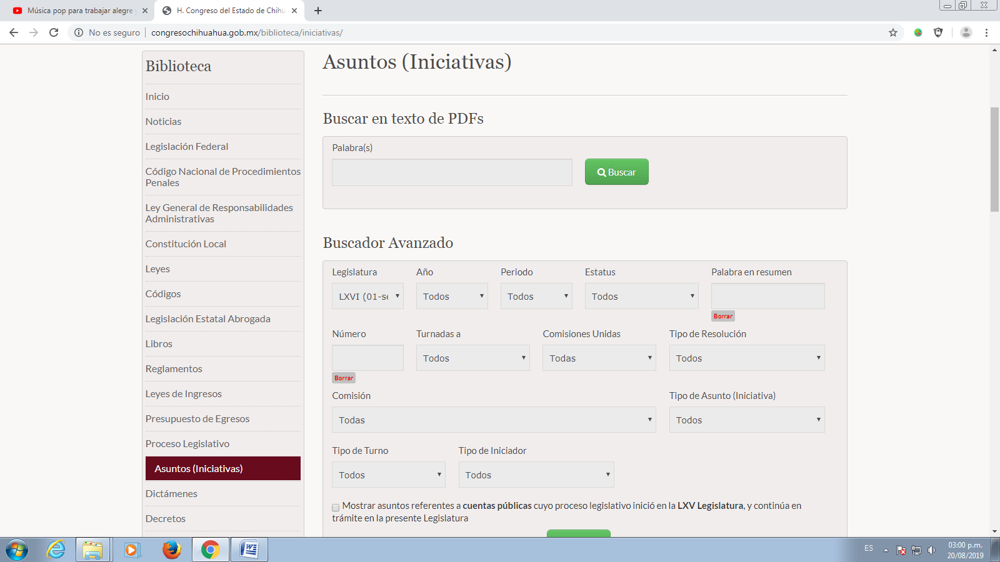 Música pop para trabajar alegre y
H. Congreso del Estado de Chihu
No es seguro
congresochihuahua.gob.mx/biblioteca/iniciativas/
Biblioteca
Inicio
Noticias
Legislación Federal
Código Nacional de Procedimientos
Penales
Ley General de Responsabilidades
Administrativas
Constitución Local
Leyes
Códigos
Legislación Estatal Abrogada
Libros
Reglamentos
Leyes de Ingresos
Presupuesto de Egresos
Proceso Legislativo
Asuntos (Iniciativas)
Dictámenes
Decretos
Asuntos (Iniciativas)
Buscar en texto de PDFs
Palabra(s)
Buscar
Buscador Avanzado
Legislatura Año Periodo Estatus Palabra en resumen
LXVI (01-se Todos Todos Todos
Borrar
Número Turnadas a Comisiones Unidas Tipo de Resolución
Todos Todas Todos
Borrar
Comisión Tipo de Asunto (Iniciativa)
Todas Todos
Tipo de Turno Tipo de Iniciador
Todos Todos
Mostrar asuntos referentes a cuentas públicas cuyo proceso legislativo inició en la LXV Legislatura, y continúa en
trámite en la presente Legislatura
ES
03:00 p.m.
20/08/2019